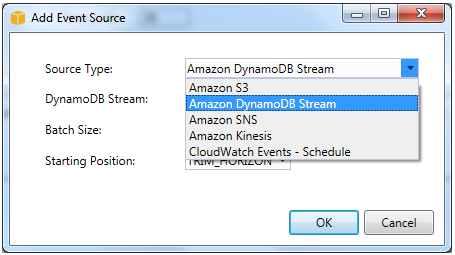 Add Event Source
Source Type: Amazon DynamoDB Stream
Amazon S3
DynamoDB Stream: Amazon DynamoDB Stream
Amazon SNS
Batch Size:
Amazon Kinesis
CloudWatch Events - Schedule
Starting Position: TRIM_HORIZON
OK Cancel